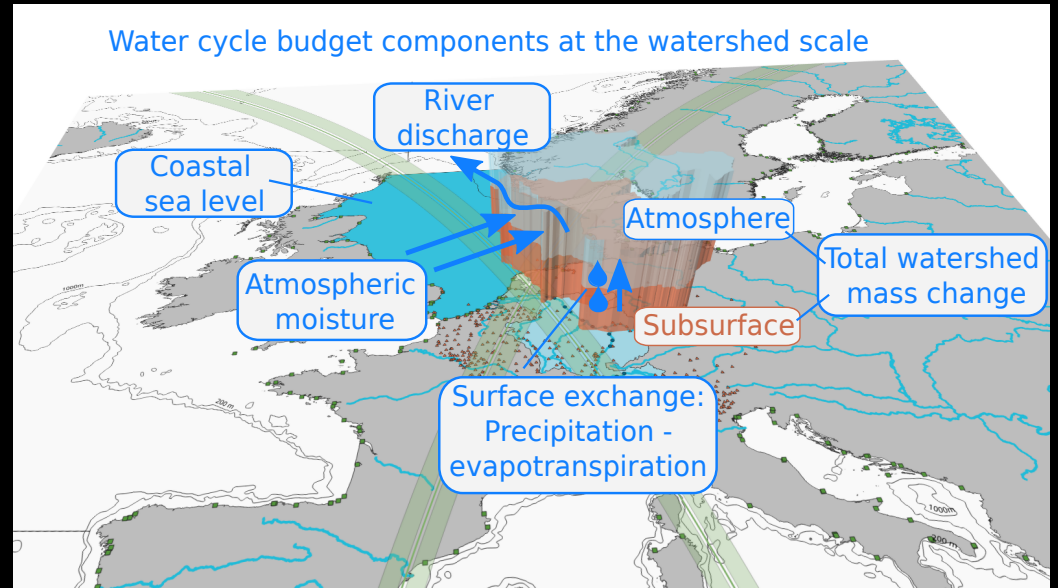 Water cycle budget components at the watershed scale
River
discharge
Coastal
sea level
Atmosphere
Atmospheric
moisture
Total watershed
mass change
Subsurface
Surface exchange:
Precipitation -
evapotranspiration
1000m
200 m
1000m
200 m